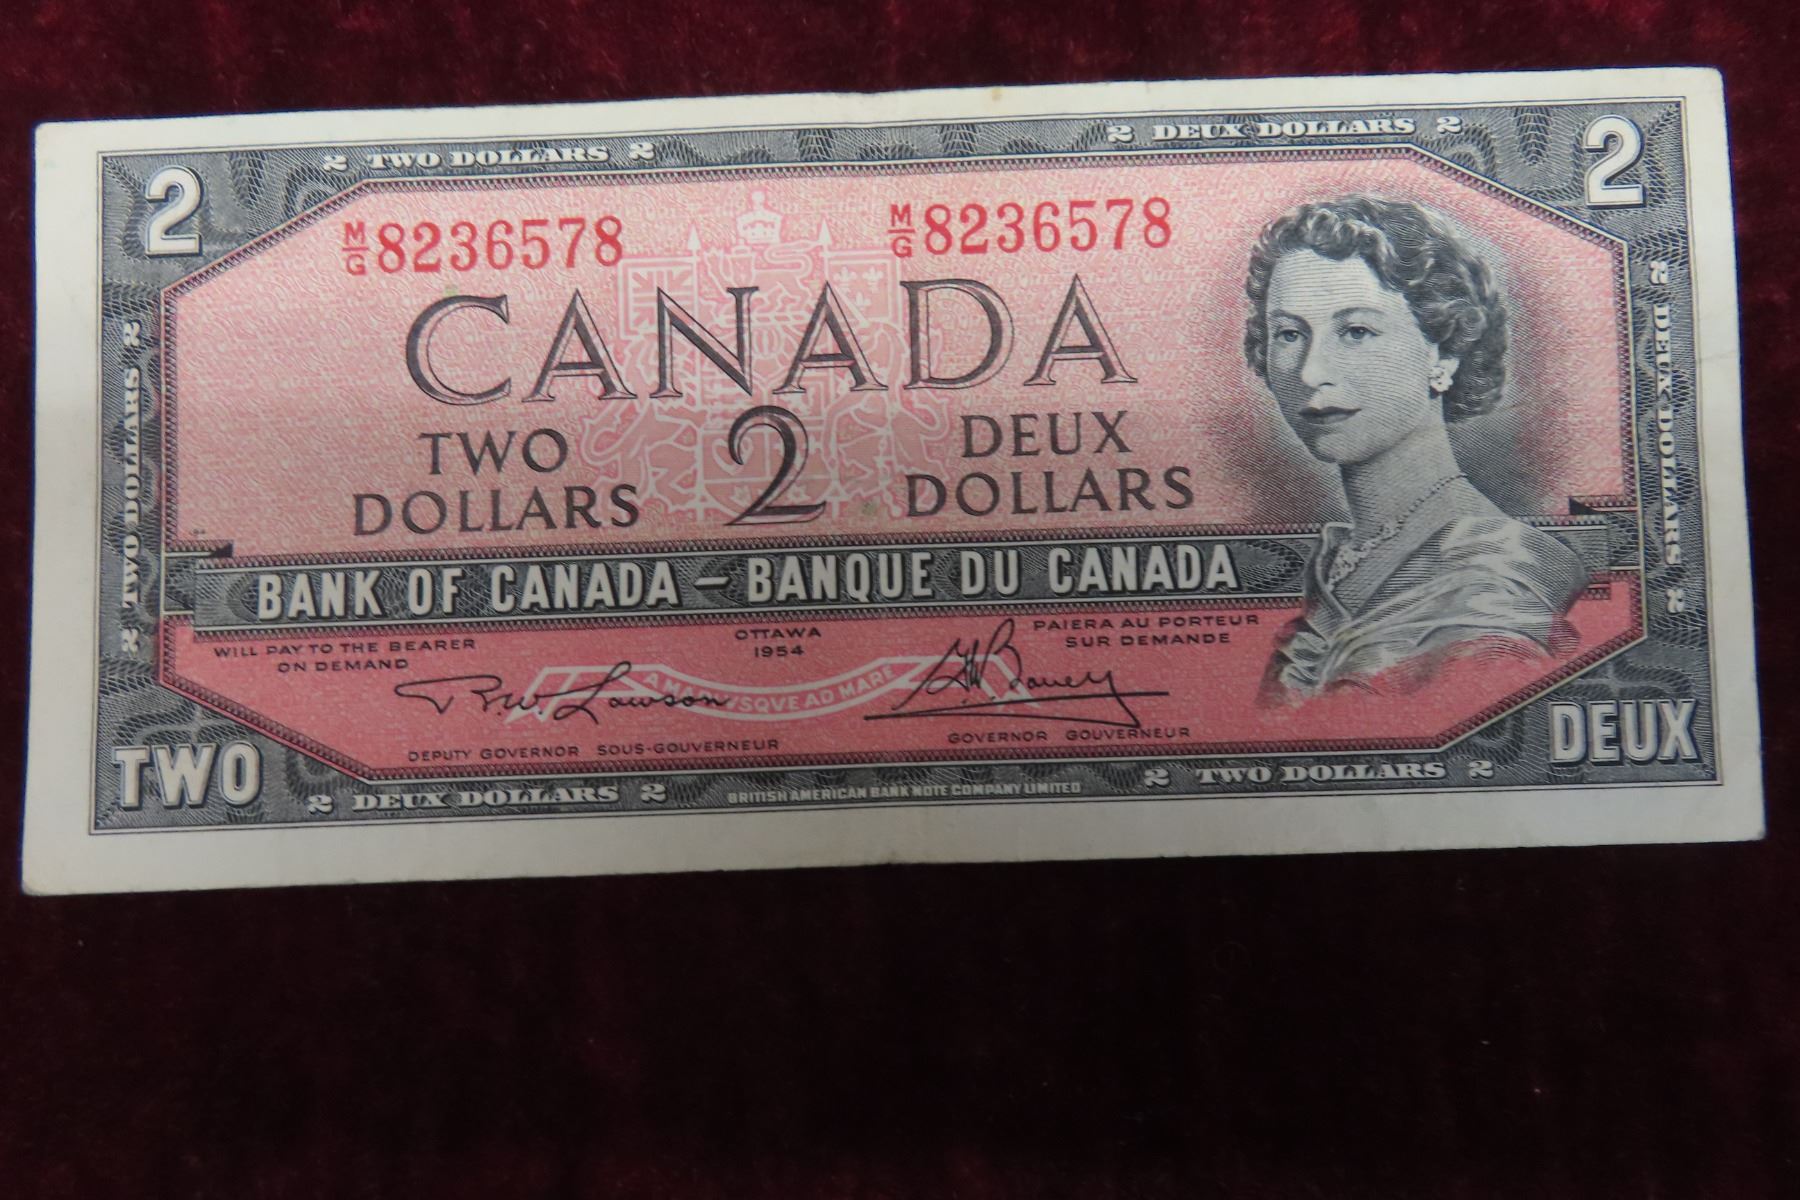 2 TWO DOLLARS 2
2 DEUX DOLLARS 2
2
2
M/G 8236578
M/G 8236578
CANADA
TWO DOLLARS
2
DEUX DOLLARS
2 TWO DOLLARS 2
2 DEUX DOLLARS 2
BANK OF CANADA – BANQUE DU CANADA
WILL PAY TO THE BEARER
ON DEMAND
OTTAWA
1954
PAIERA AU PORTEUR
SUR DEMANDE
R.W. Lawson
A MARI VSQVE AD MARE
DEPUTY GOVERNOR SOUS-GOUVERNEUR
GOVERNOR GOUVERNEUR
TWO
DEUX
2 DEUX DOLLARS 2
BRITISH AMERICAN BANK NOTE COMPANY LIMITED
2 TWO DOLLARS 2